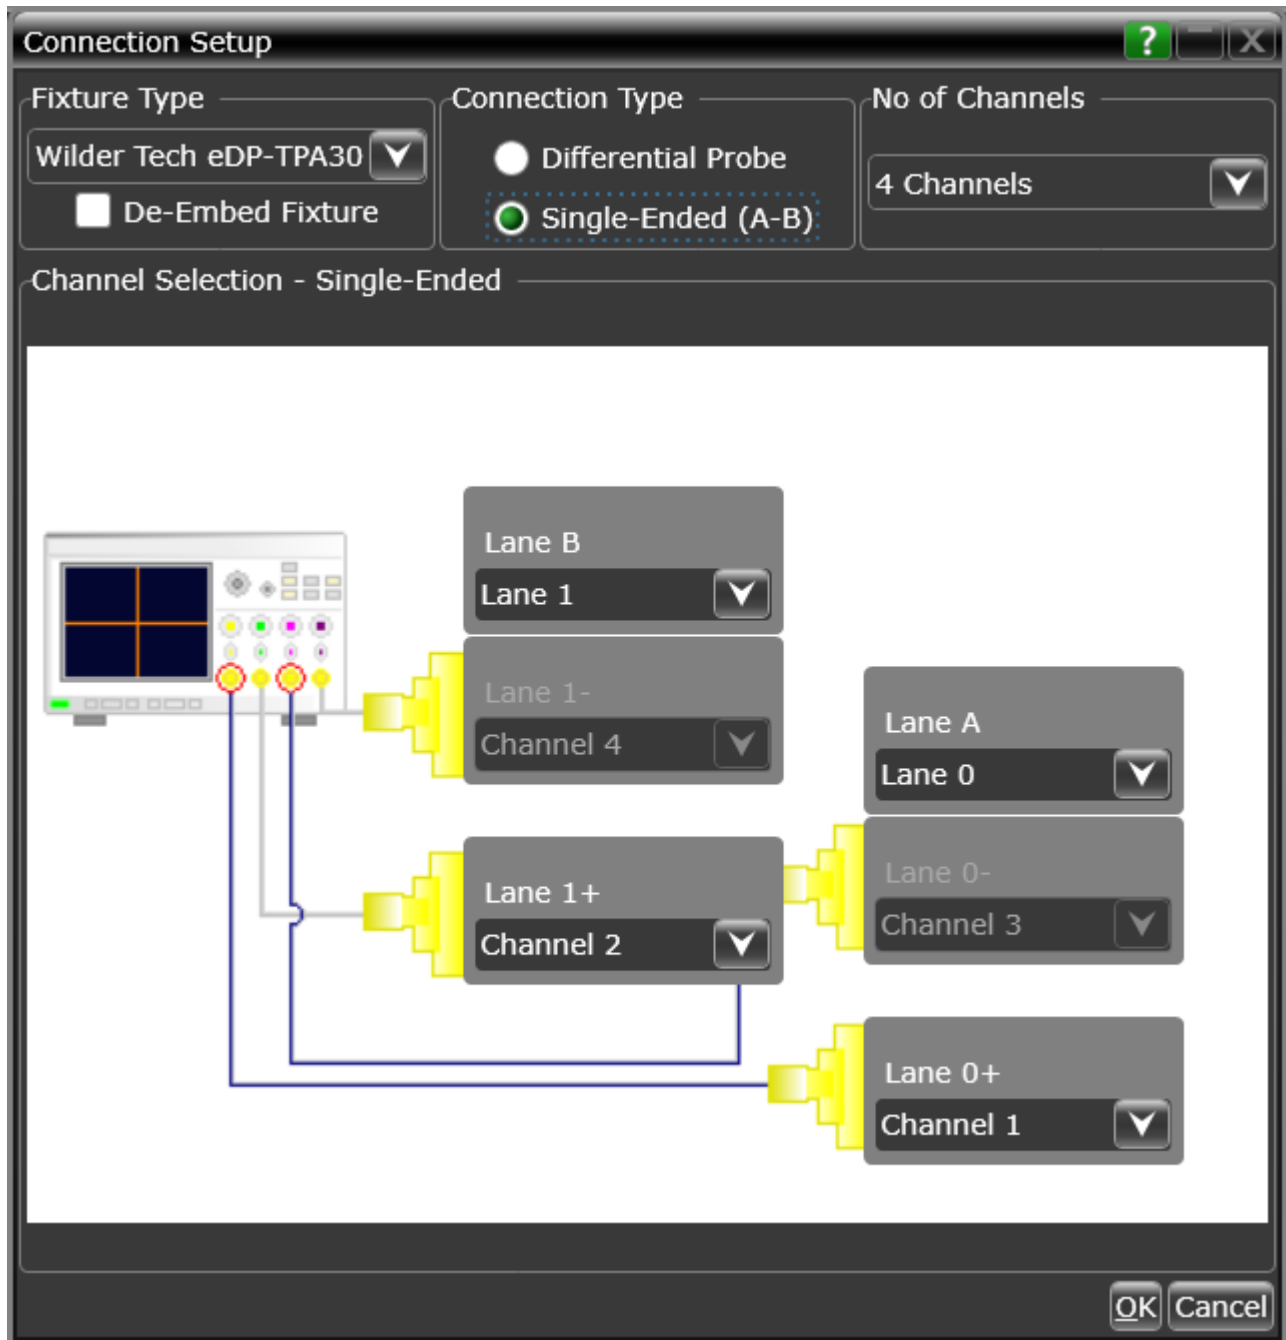 Connection Setup
?
X
Fixture Type
Connection Type
No of Channels
Wilder Tech eDP-TPA30
De-Embed Fixture
Differential Probe
Single-Ended (A-B)
4 Channels
Channel Selection - Single-Ended
Lane B
Lane 1
Lane 1-
Channel 4
Lane 1+
Channel 2
Lane A
Lane 0
Lane 0-
Channel 3
Lane 0+
Channel 1
OK
Cancel